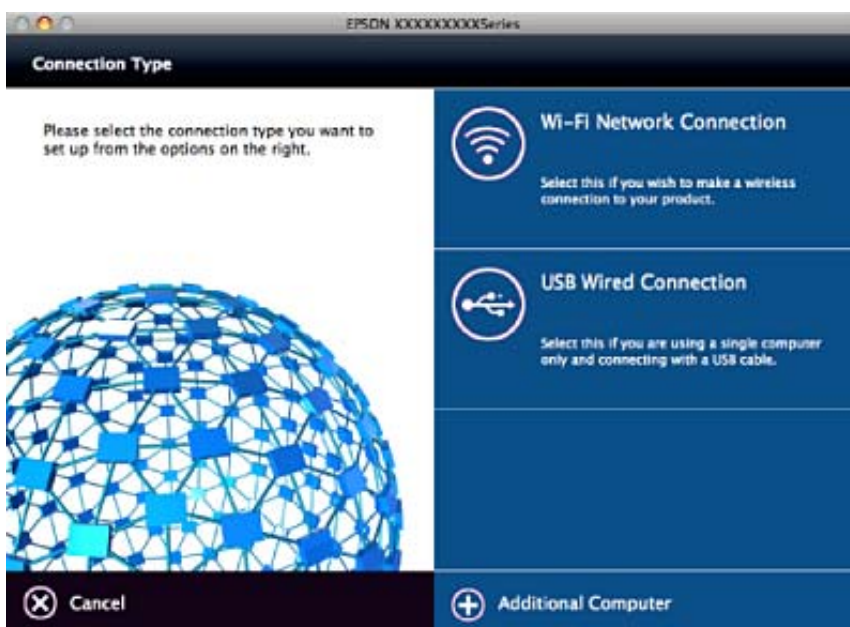 EPSON XXXXXXXXXSeries
Connection Type
Please select the connection type you want to
set up from the options on the right.
Wi-Fi Network Connection
Select this if you wish to make a wireless
connection to your product.
USB Wired Connection
Select this if you are using a single computer
only and connecting with a USB cable.
Cancel
Additional Computer